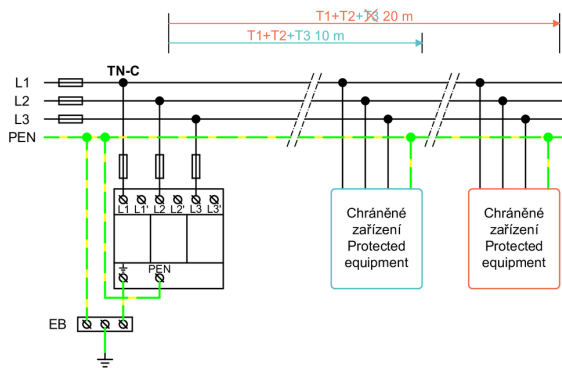 T1+T2+T3 20 m
T1+T2+T3 10 m
TN-C
L1
L2
L3
PEN
L1 L1' L2 L2' L3 L3'
PEN
EB
Chráněné
zařízení
Protected
equipment
Chráněné
zařízení
Protected
equipment